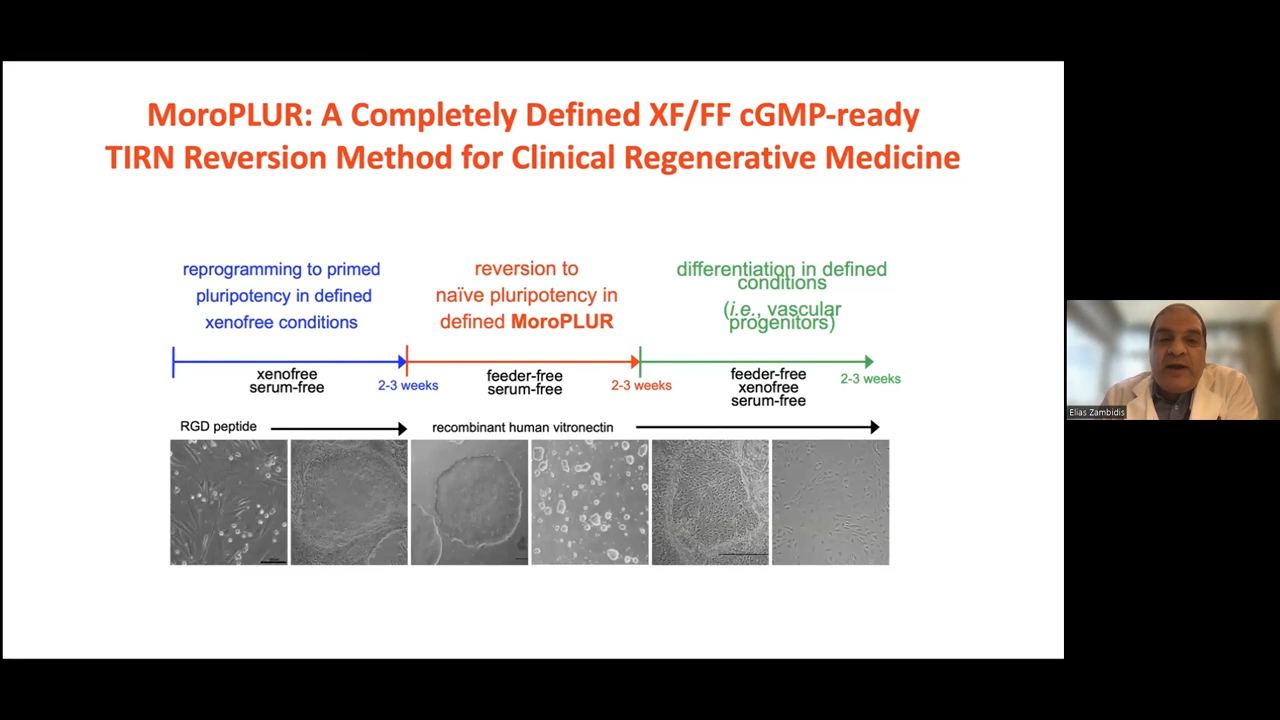 MoroPLUR: A Completely Defined XF/FF cGMP-ready
TIRN Reversion Method for Clinical Regenerative Medicine
reprogramming to primed
pluripotency in defined
xenofree conditions
reversion to
naïve pluripotency in
defined MoroPLUR
differentiation in defined
conditions
(i.e., vascular
progenitors)
xenofree
serum-free
2-3 weeks
feeder-free
serum-free
2-3 weeks
feeder-free
xenofree
serum-free
2-3 weeks
RGD peptide
recombinant human vitronectin
Elias Zambidis